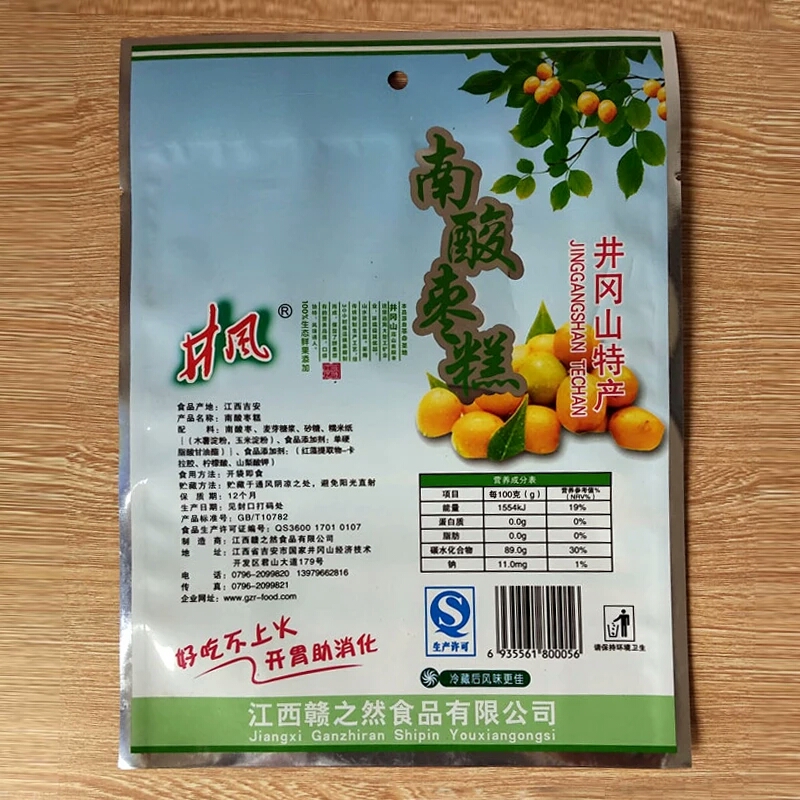 南酸枣糕
井冈山特产
JINGGANGSHAN TECHAN
井风®
井冈山
100%生态鲜果添加
食品产地：江西吉安
产品名称：南酸枣糕
配 料：南酸枣、麦芽糖浆、砂糖、糯米纸
|（木薯淀粉，玉米淀粉）、食品添加剂：单硬
脂酸甘油酯）|、食品添加剂：（红藻提取物-卡
拉胶、柠檬酸、山梨酸钾）
食用方法：开袋即食
贮藏方法：贮藏于通风阴凉之处，避免阳光直射
保 质 期：12个月
生产日期：见封口打码处
产品标准号：GB/T10782
食品生产许可证编号：QS3600 1701 0107
制 造 商：江西赣之然食品有限公司
地 址：江西省吉安市国家井冈山经济技术
开发区君山大道179号
电 话：0796-2099820 13979662816
传 真：0796-2099821
企业网址：www.gzr-food.com
好吃不上火
开胃助消化
营养成分表
项目 每100克（g） 营养参考值%（NRV%）
能量 1554kJ 19%
蛋白质 0.0g 0%
脂肪 0.0g 0%
碳水化合物 89.0g 30%
钠 11.0mg 1%
QS
生产许可
6 935561 800056
请保持环境卫生
冷藏后风味更佳
江西赣之然食品有限公司
Jiangxi Ganzhiran Shipin Youxiangongsi